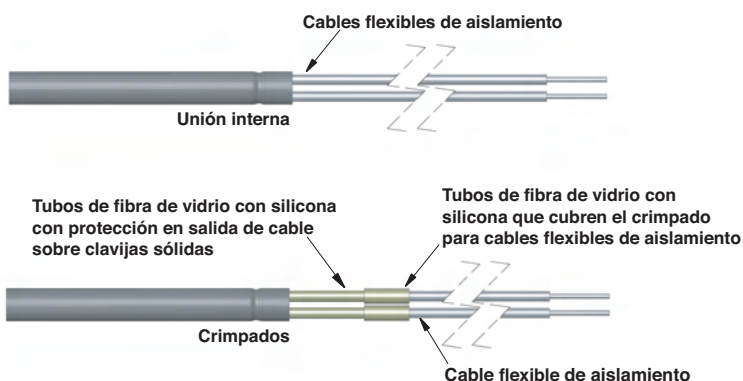 Cables flexibles de aislamiento
Unión interna
Tubos de fibra de vidrio con silicona
con protección en salida de cable
sobre clavijas sólidas
Tubos de fibra de vidrio con
silicona que cubren el crimpado
para cables flexibles de aislamiento
Crimpados
Cable flexible de aislamiento